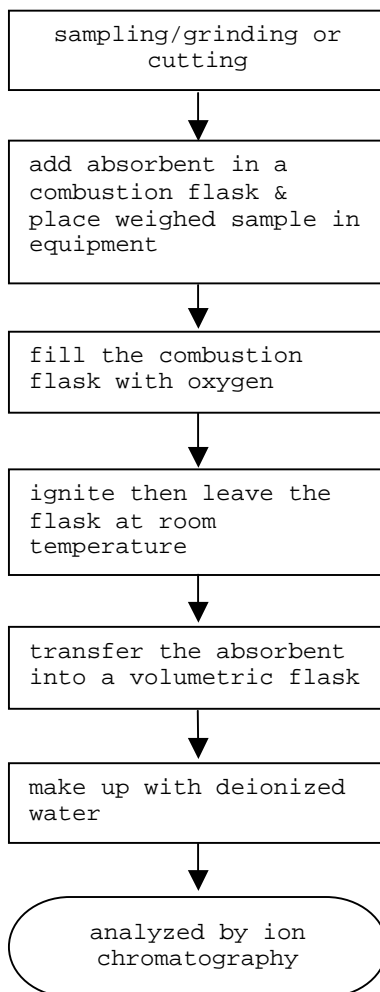 sampling/grinding or
cutting
add absorbent in a
combustion flask &
place weighed sample in
equipment
fill the combustion
flask with oxygen
ignite then leave the
flask at room
temperature
transfer the absorbent
into a volumetric flask
make up with deionized
water
analyzed by ion
chromatography